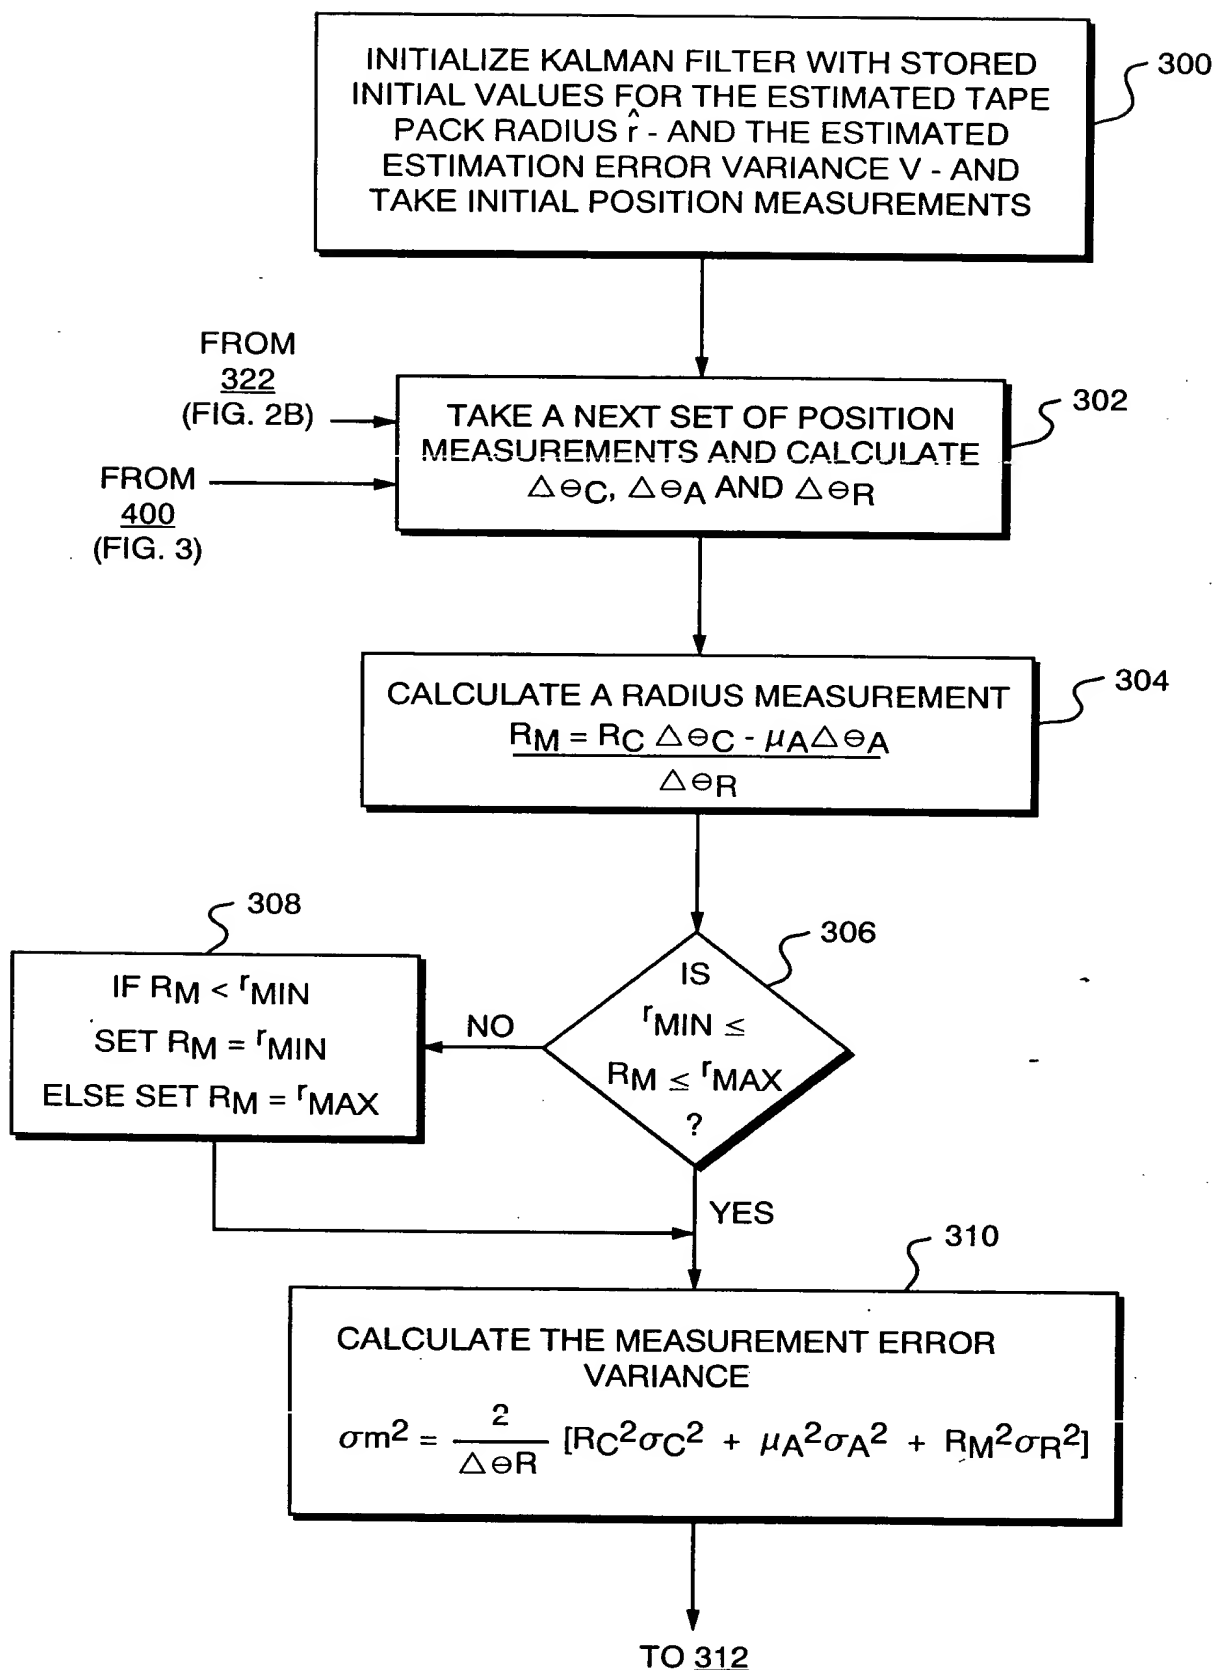 INITIALIZE KALMAN FILTER WITH STORED
INITIAL VALUES FOR THE ESTIMATED TAPE
PACK RADIUS r̂ - AND THE ESTIMATED
ESTIMATION ERROR VARIANCE V - AND
TAKE INITIAL POSITION MEASUREMENTS
300
FROM
322
(FIG. 2B)
FROM
400
(FIG. 3)
TAKE A NEXT SET OF POSITION
MEASUREMENTS AND CALCULATE
△ΘC, △ΘA AND △ΘR
302
CALCULATE A RADIUS MEASUREMENT
RM = RC △ΘC - μA△ΘA
△ΘR
304
308
IF RM < rMIN
SET RM = rMIN
ELSE SET RM = rMAX
NO
306
IS
rMIN ≤
RM ≤ rMAX
?
YES
310
CALCULATE THE MEASUREMENT ERROR
VARIANCE
σm² = 2 / △ΘR [RC²σC² + μA²σA² + RM²σR²]
TO 312